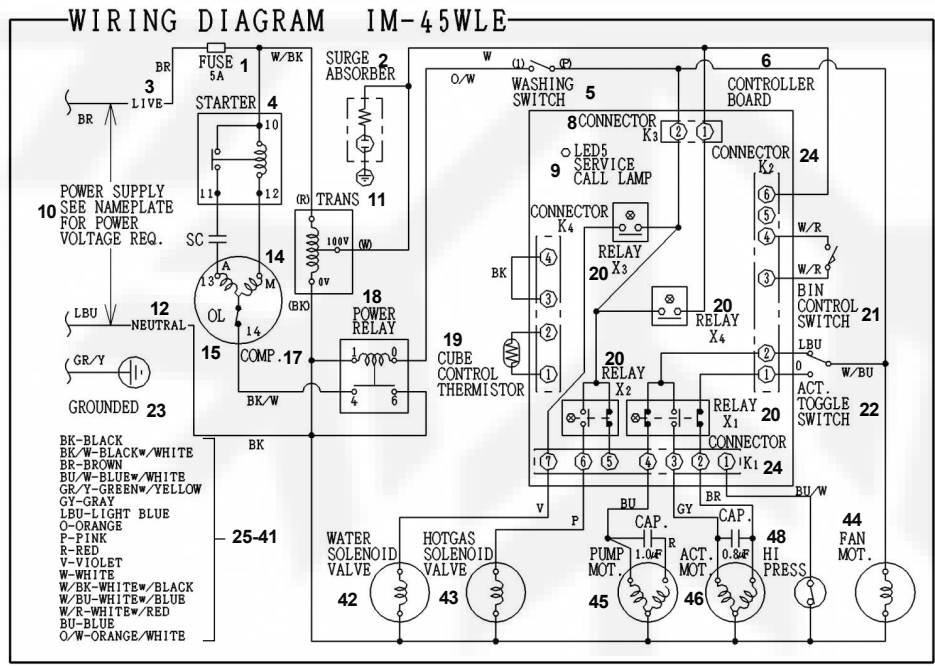 WIRING DIAGRAM IM-45WLE
BR
FUSE 1
5A
W/BK
SURGE 2
ABSORBER
W
O/W
(1) (P)
WASHING
SWITCH 5
6
CONTROLLER
BOARD
3
LIVE
BR
STARTER 4
10
11 12
8 CONNECTOR
K3 2 1
9 LED5
SERVICE
CALL LAMP
CONNECTOR 24
K2
6
5
4
3
2
1
W/R
W/R
BIN
CONTROL 21
SWITCH
POWER SUPPLY
10 SEE NAMEPLATE
FOR POWER
VOLTAGE REQ.
SC
(R) TRANS 11
100V (W)
0V
(BK)
CONNECTOR
K4
4
3
2
1
BK
RELAY
X3
20
20
RELAY
X4
13 A M 14
OL
14
15 COMP. 17
LBU 12
NEUTRAL
18
POWER
RELAY
1 0
4 6
19
CUBE
CONTROL
THERMISTOR
20
RELAY
X2
LBU
0
W/BU
ACT.
TOGGLE
SWITCH 22
GR/Y
GROUNDED 23
BK/W
BK
RELAY 20
X1
CONNECTOR
K1 24
7 6 5 4 3 2 1
BK-BLACK
BK/W-BLACKw/WHITE
BR-BROWN
BU/W-BLUEw/WHITE
GR/Y-GREENw/YELLOW
GY-GRAY
LBU-LIGHT BLUE
O-ORANGE
P-PINK
R-RED
V-VIOLET
W-WHITE
W/BK-WHITEw/BLACK
W/BU-WHITEw/BLUE
W/R-WHITEw/RED
BU-BLUE
O/W-ORANGE/WHITE
25-41
V
P
BU
GY
BR
BU/W
WATER
SOLENOID
VALVE
42
HOTGAS
SOLENOID
VALVE
43
CAP.
1.0uF
R
PUMP
MOT.
45
CAP.
0.8uF
ACT.
MOT.
46
48
HI
PRESS
44
FAN
MOT.